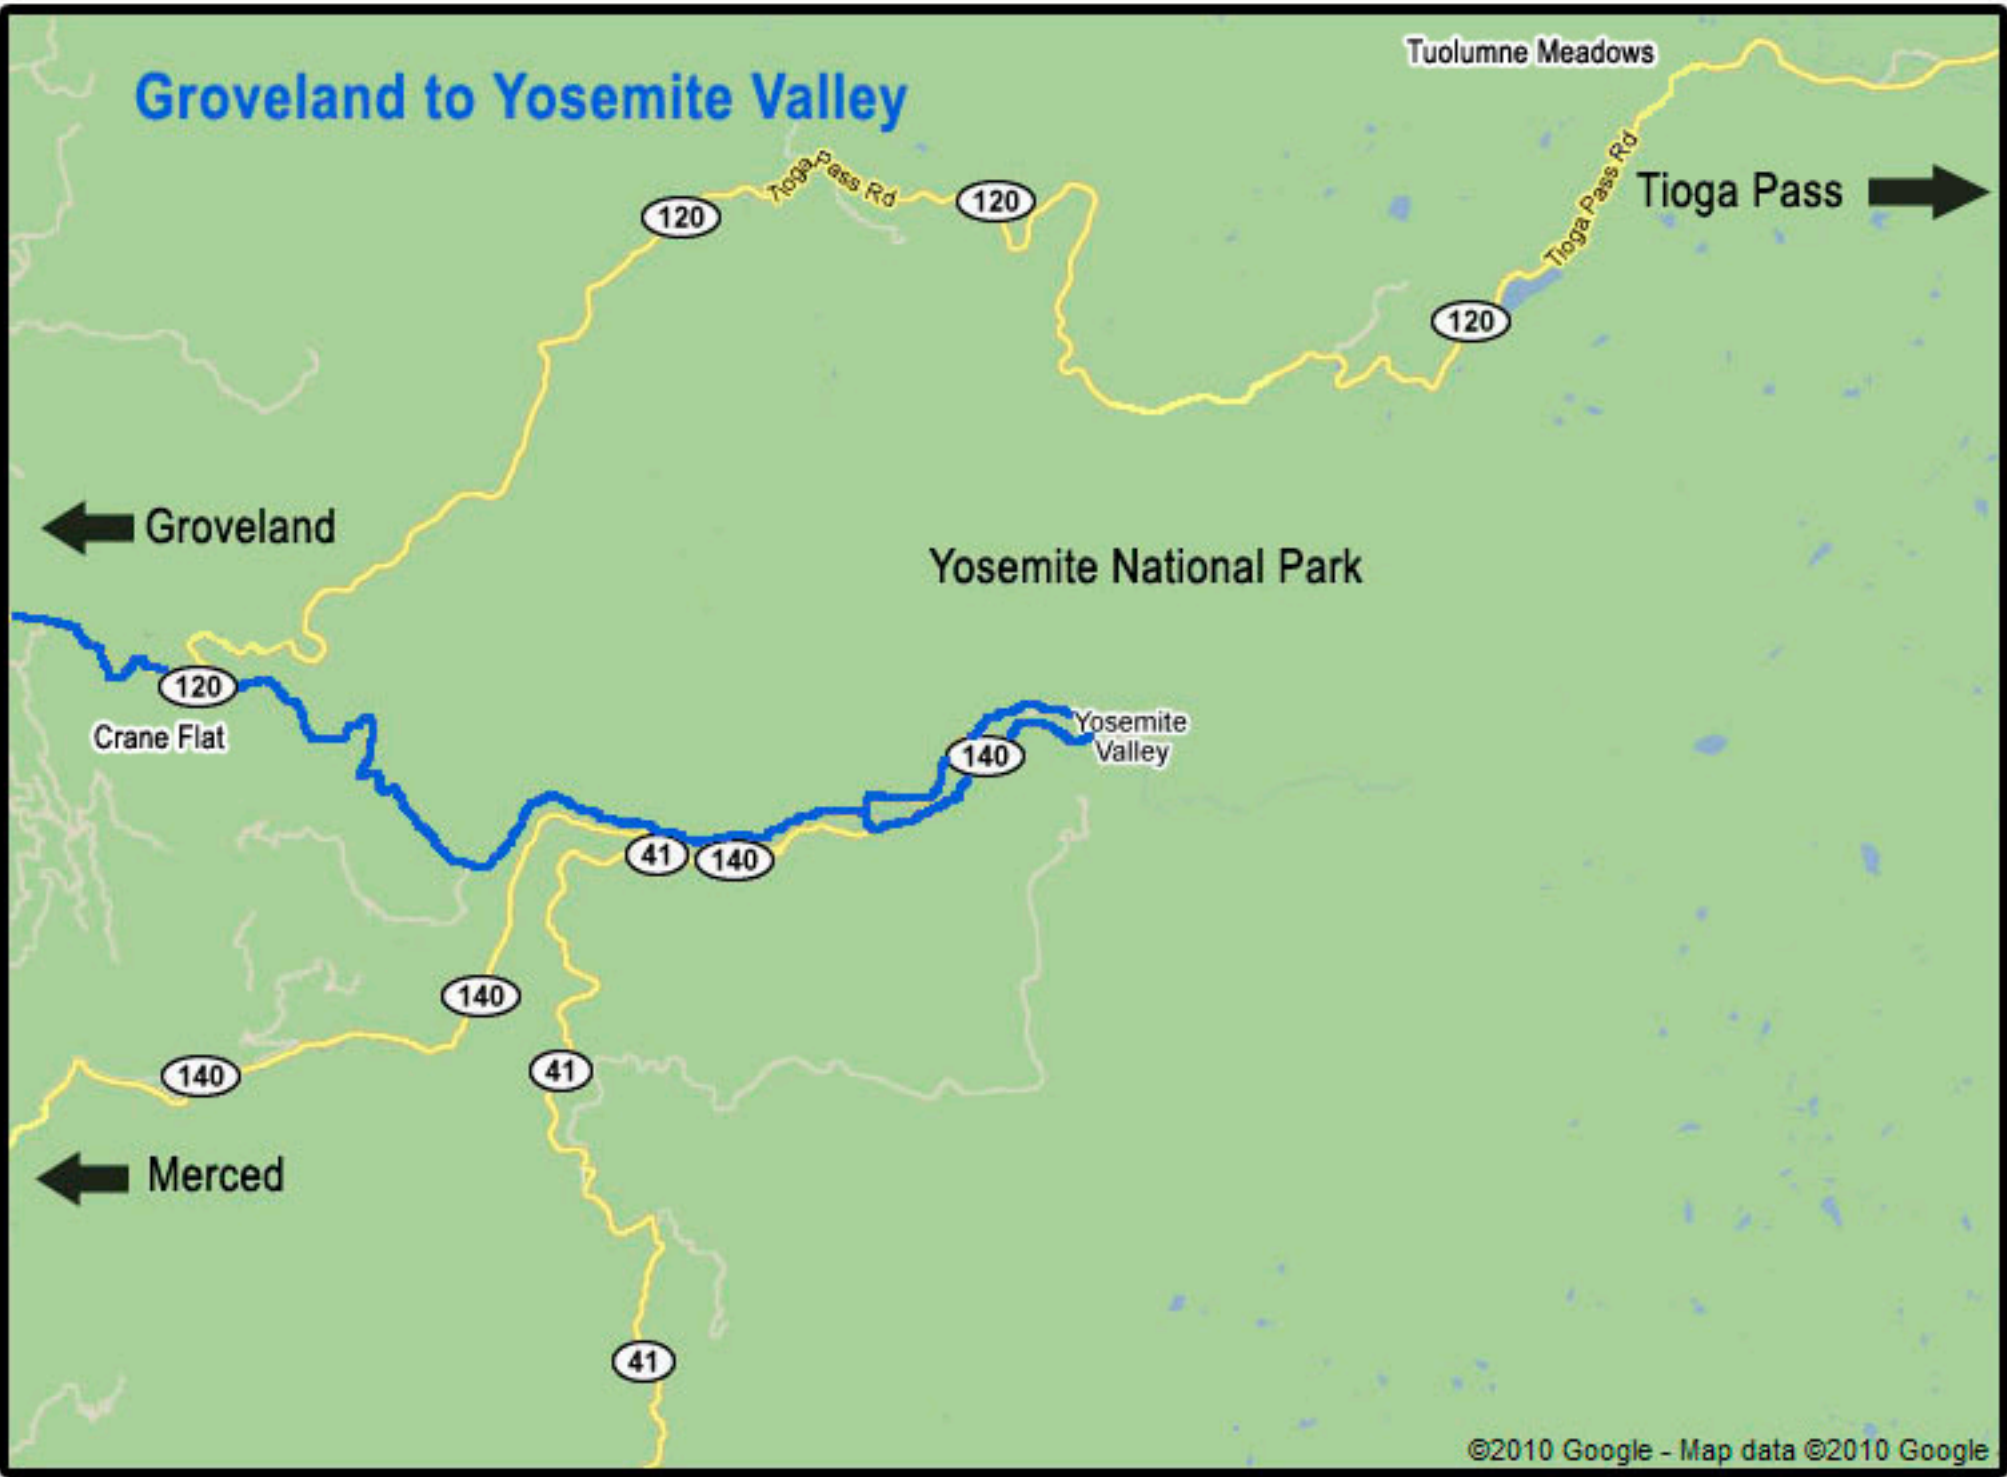 Tuolumne Meadows
Groveland to Yosemite Valley
Tioga Pass Rd
Tioga Pass Rd
Tioga Pass
120
120
120
Groveland
Yosemite National Park
120
Crane Flat
Yosemite
Valley
140
41
140
140
140
41
Merced
41
©2010 Google - Map data ©2010 Google